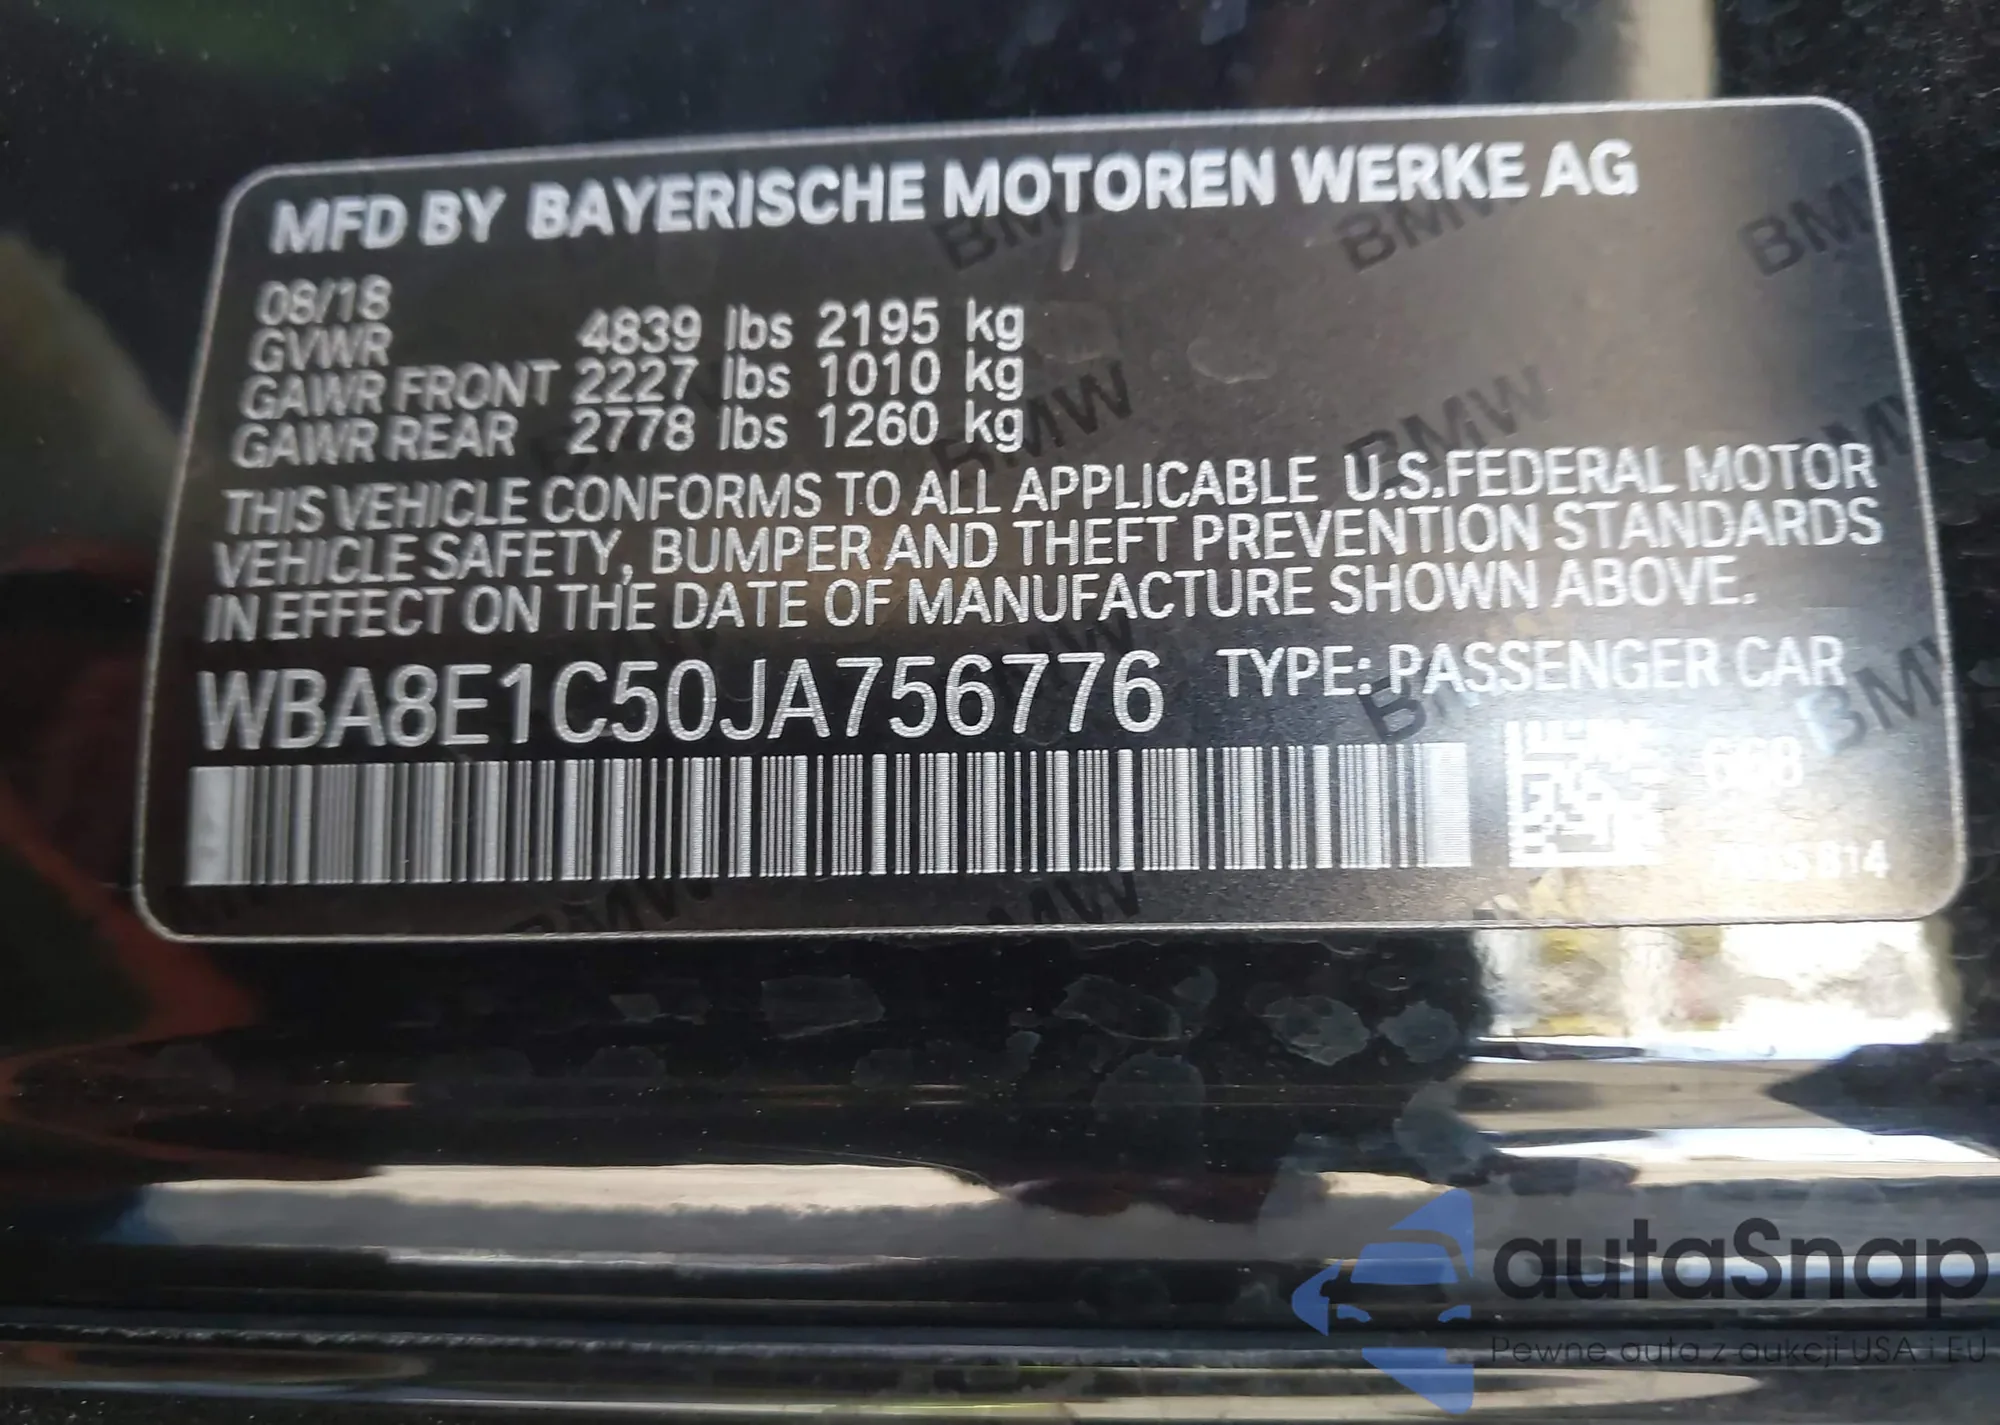 MFD BY BAYERISCHE MOTOREN WERKE AG
08/18
GVWR 4839 lbs 2195 kg
GAWR FRONT 2227 lbs 1010 kg
GAWR REAR 2778 lbs 1260 kg
THIS VEHICLE CONFORMS TO ALL APPLICABLE U.S.FEDERAL MOTOR
VEHICLE SAFETY, BUMPER AND THEFT PREVENTION STANDARDS
IN EFFECT ON THE DATE OF MANUFACTURE SHOWN ABOVE.
WBA8E1C50JA756776 TYPE: PASSENGER CAR
autaSnap
Pewne auta z aukcji USA i EU